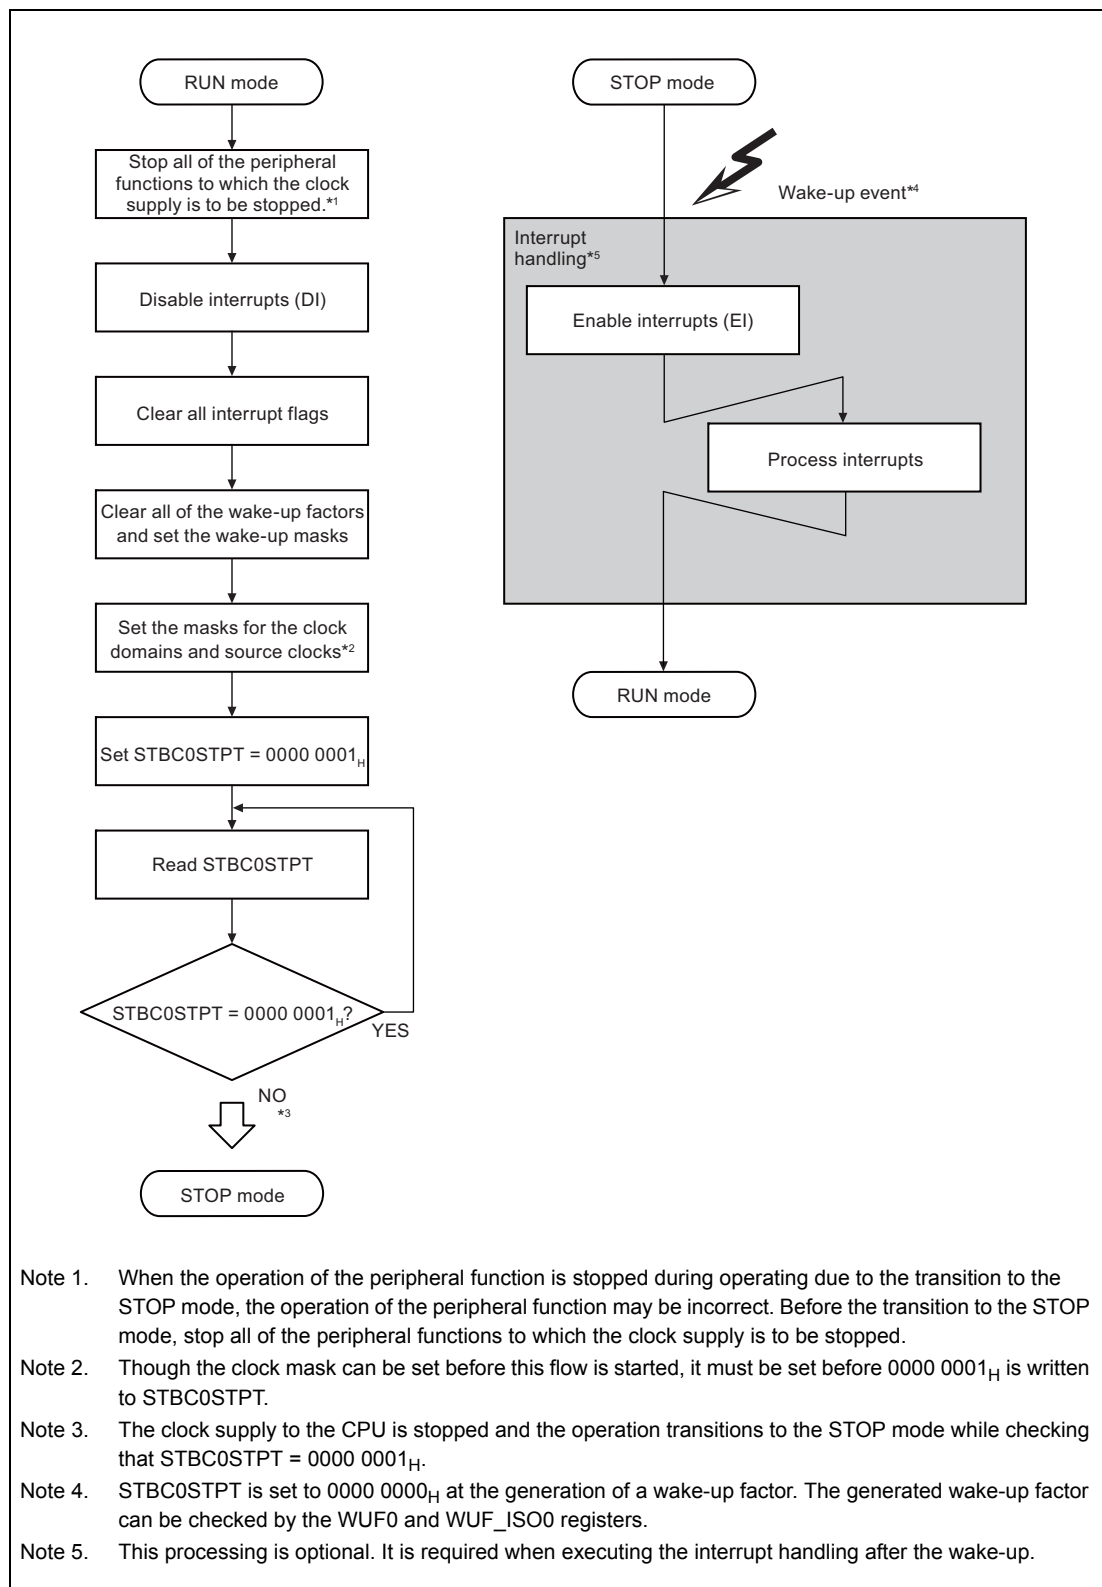 RUN mode
Stop all of the peripheral
functions to which the clock
supply is to be stopped.*1
Disable interrupts (DI)
Clear all interrupt flags
Clear all of the wake-up factors
and set the wake-up masks
Set the masks for the clock
domains and source clocks*2
Set STBC0STPT = 0000 0001H
Read STBC0STPT
STBC0STPT = 0000 0001H?
YES
NO
*3
STOP mode
STOP mode
Wake-up event*4
Interrupt
handling*5
Enable interrupts (EI)
Process interrupts
RUN mode
Note 1. When the operation of the peripheral function is stopped during operating due to the transition to the
STOP mode, the operation of the peripheral function may be incorrect. Before the transition to the STOP
mode, stop all of the peripheral functions to which the clock supply is to be stopped.
Note 2. Though the clock mask can be set before this flow is started, it must be set before 0000 0001H is written
to STBC0STPT.
Note 3. The clock supply to the CPU is stopped and the operation transitions to the STOP mode while checking
that STBC0STPT = 0000 0001H.
Note 4. STBC0STPT is set to 0000 0000H at the generation of a wake-up factor. The generated wake-up factor
can be checked by the WUF0 and WUF_ISO0 registers.
Note 5. This processing is optional. It is required when executing the interrupt handling after the wake-up.